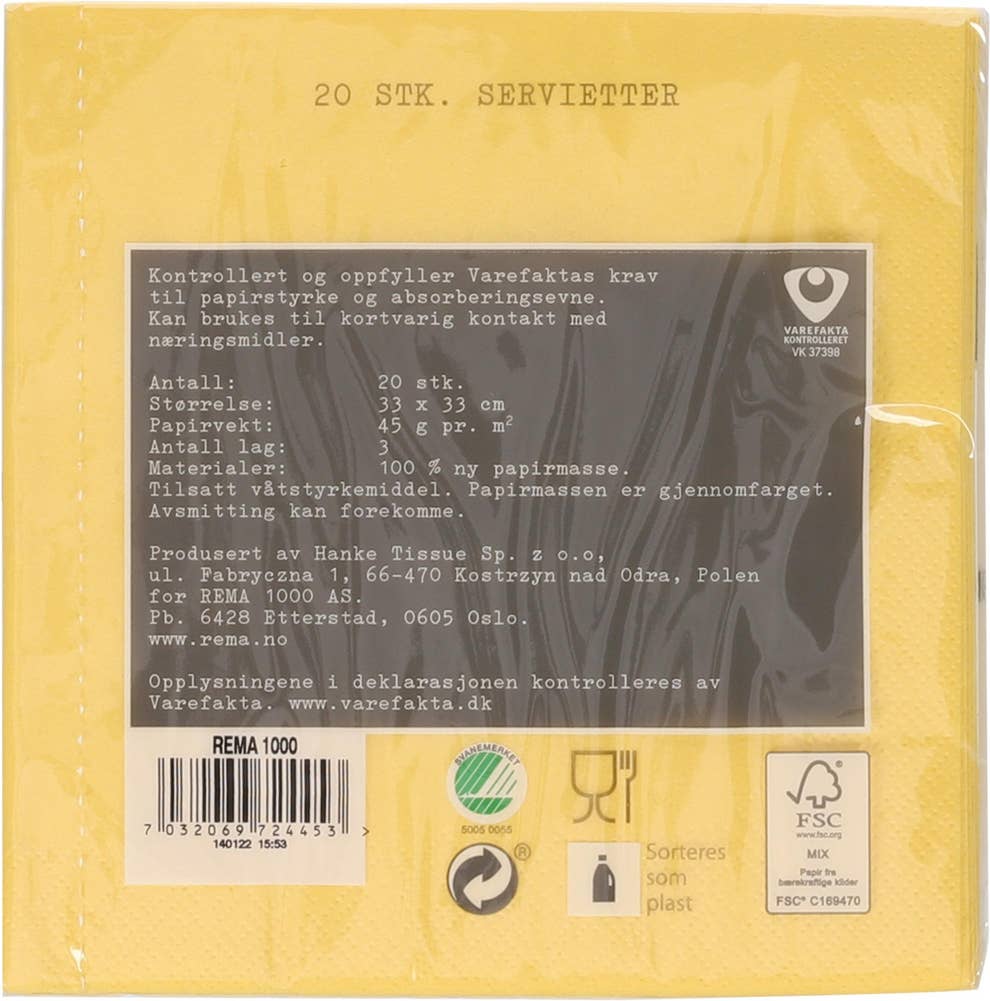 20 STK. SERVIETTER
Kontrollert og oppfyller Varefaktas krav
til papirstyrke og absorberingsevne.
Kan brukes til kortvarig kontakt med
næringsmidler.
VAREFAKTA
KONTROLLERET
VK 37398
Antall: 20 stk.
Størrelse: 33 x 33 cm
Papirvekt: 45 g pr. m²
Antall lag: 3
Materialer: 100 % ny papirmasse.
Tilsatt våtstyrkemiddel. Papirmassen er gjennomfarget.
Avsmitting kan forekomme.
Produsert av Hanke Tissue Sp. z o.o,
ul. Fabryczna 1, 66-470 Kostrzyn nad Odra, Polen
for REMA 1000 AS.
Pb. 6428 Etterstad, 0605 Oslo.
www.rema.no
Opplysningene i deklarasjonen kontrolleres av
Varefakta. www.varefakta.dk
REMA 1000
7 032069 724453 >
140122 15:53
SVANEMERKET
5005 0055
®
Sorteres
som
plast
FSC
www.fsc.org
MIX
Papir fra
bærekraftige kilder
FSC® C169470